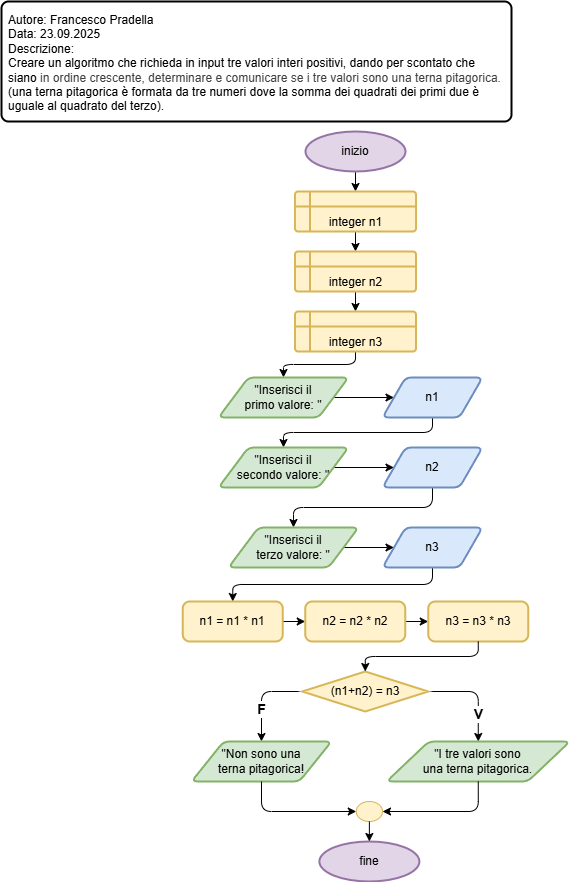 Autore: Francesco Pradella
Data: 23.09.2025
Descrizione:
Creare un algoritmo che richieda in input tre valori interi positivi, dando per scontato che
siano in ordine crescente, determinare e comunicare se i tre valori sono una terna pitagorica.
(una terna pitagorica è formata da tre numeri dove la somma dei quadrati dei primi due è
uguale al quadrato del terzo).
inizio
integer n1
integer n2
integer n3
"Inserisci il
primo valore: "
n1
"Inserisci il
secondo valore: "
n2
"Inserisci il
terzo valore: "
n3
n1 = n1 * n1
n2 = n2 * n2
n3 = n3 * n3
(n1+n2) = n3
F
V
"Non sono una
terna pitagorica!
"I tre valori sono
una terna pitagorica.
fine